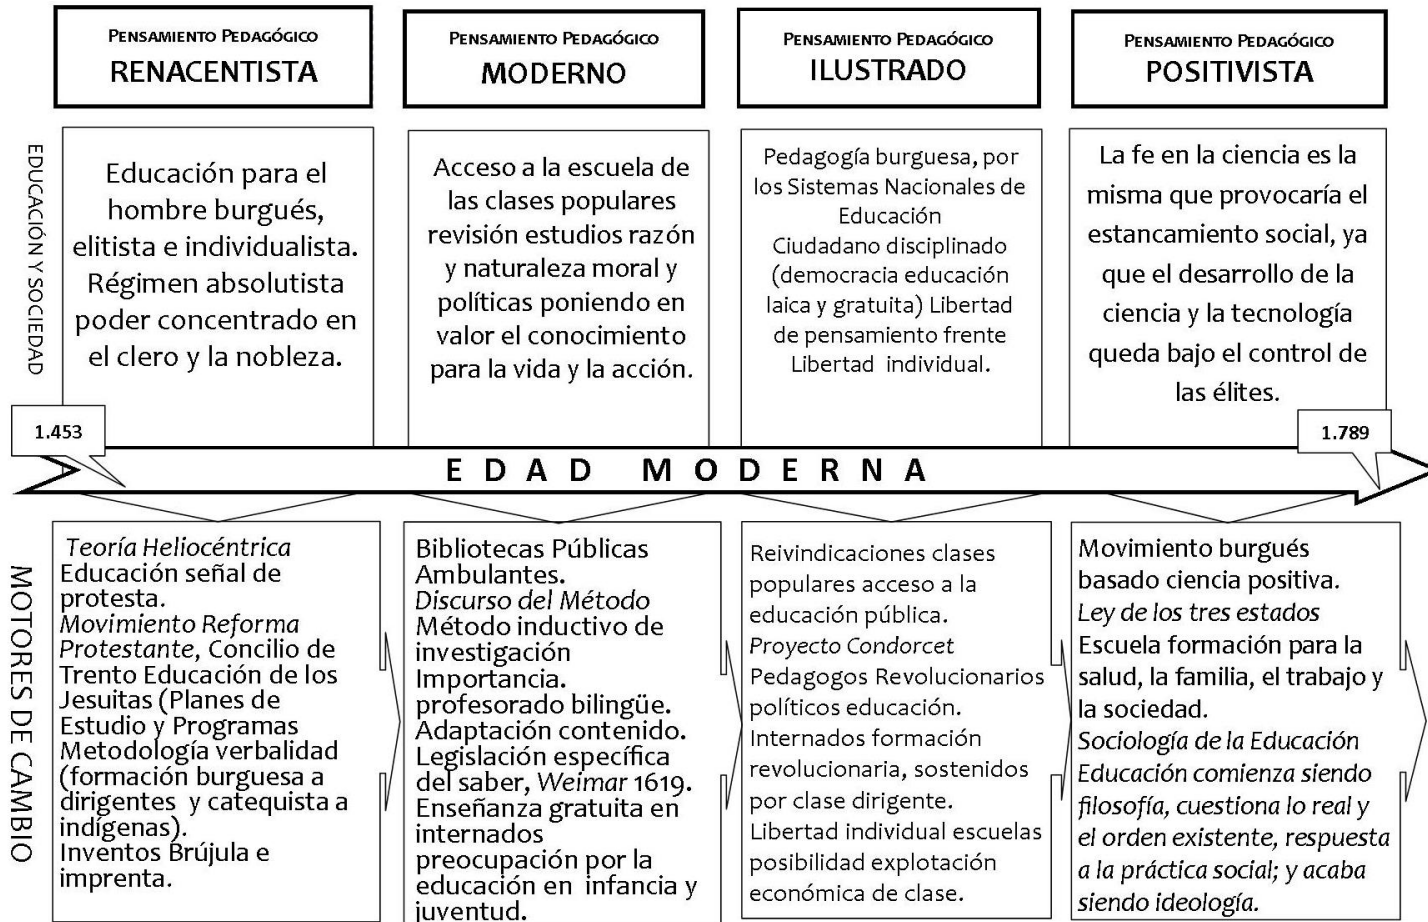 PENSAMIENTO PEDAGÓGICO
RENACENTISTA
PENSAMIENTO PEDAGÓGICO
MODERNO
PENSAMIENTO PEDAGÓGICO
ILUSTRADO
PENSAMIENTO PEDAGÓGICO
POSITIVISTA
EDUCACIÓN Y SOCIEDAD
Educación para el
hombre burgués,
elitista e individualista.
Régimen absolutista
poder concentrado en
el clero y la nobleza.
Acceso a la escuela de
las clases populares
revisión estudios razón
y naturaleza moral y
políticas poniendo en
valor el conocimiento
para la vida y la acción.
Pedagogía burguesa, por
los Sistemas Nacionales de
Educación
Ciudadano disciplinado
(democracia educación
laica y gratuita) Libertad
de pensamiento frente
Libertad individual.
La fe en la ciencia es la
misma que provocaría el
estancamiento social, ya
que el desarrollo de la
ciencia y la tecnología
queda bajo el control de
las élites.
1.453
1.789
EDAD MODERNA
MOTORES DE CAMBIO
Teoría Heliocéntrica
Educación señal de
protesta.
Movimiento Reforma
Protestante, Concilio de
Trento Educación de los
Jesuitas (Planes de
Estudio y Programas
Metodología verbalidad
(formación burguesa a
dirigentes y catequista a
indígenas).
Inventos Brújula e
imprenta.
Bibliotecas Públicas
Ambulantes.
Discurso del Método
Método inductivo de
investigación
Importancia.
profesorado bilingüe.
Adaptación contenido.
Legislación específica
del saber, Weimar 1619.
Enseñanza gratuita en
internados
preocupación por la
educación en infancia y
juventud.
Reivindicaciones clases
populares acceso a la
educación pública.
Proyecto Condorcet
Pedagogos Revolucionarios
políticos educación.
Internados formación
revolucionaria, sostenidos
por clase dirigente.
Libertad individual escuelas
posibilidad explotación
económica de clase.
Movimiento burgués
basado ciencia positiva.
Ley de los tres estados
Escuela formación para la
salud, la familia, el trabajo y
la sociedad.
Sociología de la Educación
Educación comienza siendo
filosofía, cuestiona lo real y
el orden existente, respuesta
a la práctica social; y acaba
siendo ideología.